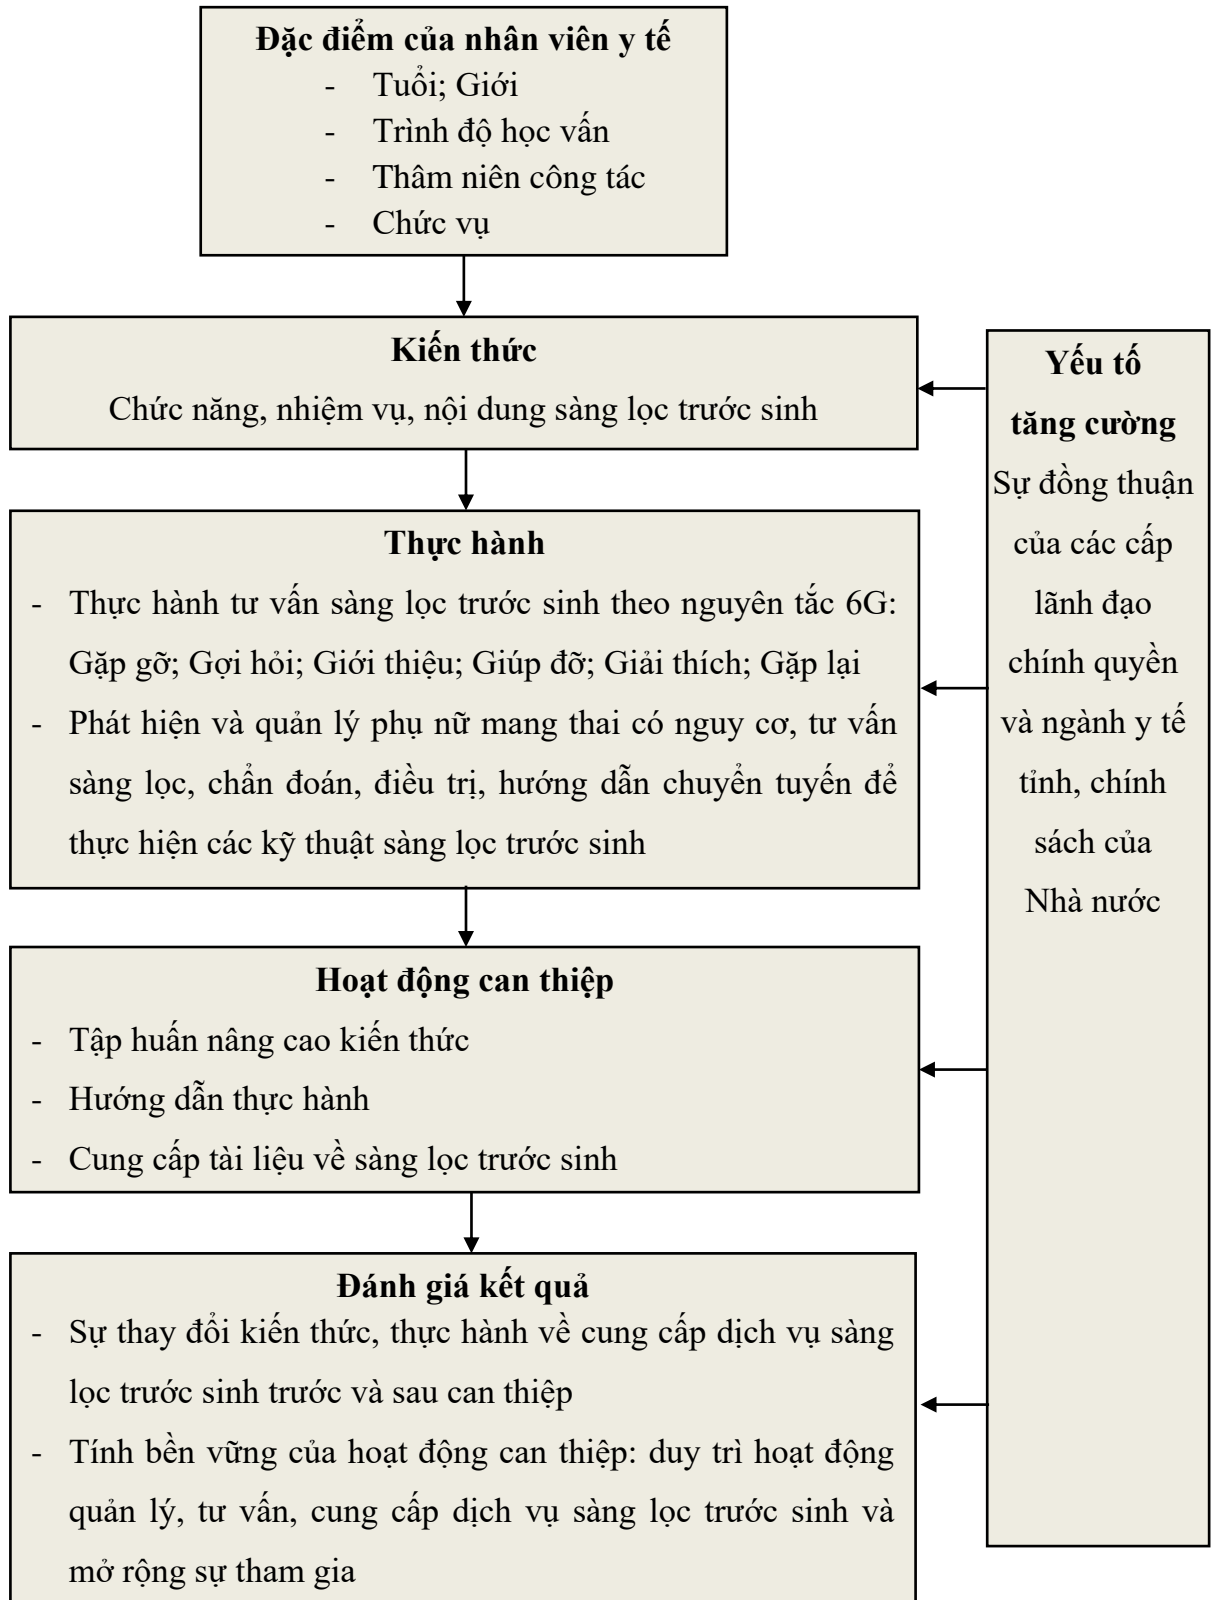 Đặc điểm của nhân viên y tế
- Tuổi; Giới
- Trình độ học vấn
- Thâm niên công tác
- Chức vụ
Kiến thức
Chức năng, nhiệm vụ, nội dung sàng lọc trước sinh
Thực hành
- Thực hành tư vấn sàng lọc trước sinh theo nguyên tắc 6G:
Gặp gỡ; Gợi hỏi; Giới thiệu; Giúp đỡ; Giải thích; Gặp lại
- Phát hiện và quản lý phụ nữ mang thai có nguy cơ, tư vấn
sàng lọc, chẩn đoán, điều trị, hướng dẫn chuyển tuyến để
thực hiện các kỹ thuật sàng lọc trước sinh
Hoạt động can thiệp
- Tập huấn nâng cao kiến thức
- Hướng dẫn thực hành
- Cung cấp tài liệu về sàng lọc trước sinh
Đánh giá kết quả
- Sự thay đổi kiến thức, thực hành về cung cấp dịch vụ sàng
lọc trước sinh trước và sau can thiệp
- Tính bền vững của hoạt động can thiệp: duy trì hoạt động
quản lý, tư vấn, cung cấp dịch vụ sàng lọc trước sinh và
mở rộng sự tham gia
Yếu tố
tăng cường
Sự đồng thuận
của các cấp
lãnh đạo
chính quyền
và ngành y tế
tỉnh, chính
sách của
Nhà nước